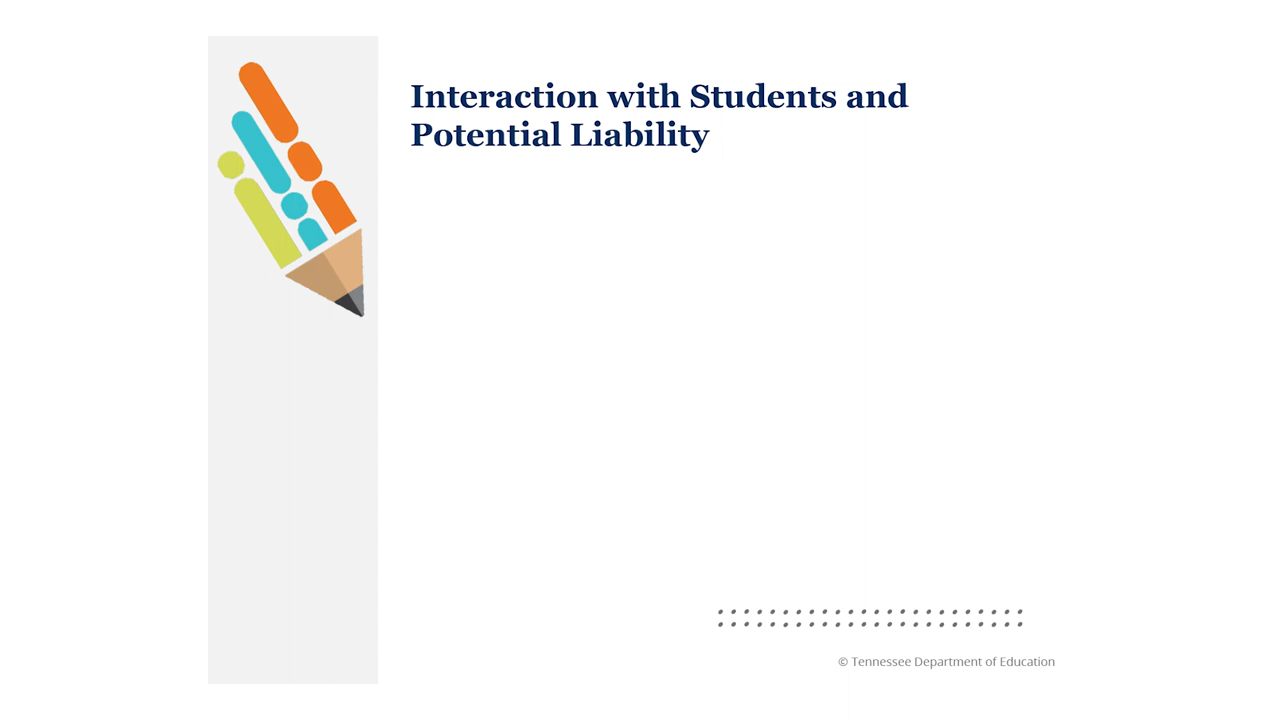 Interaction with Students and
Potential Liability
© Tennessee Department of Education